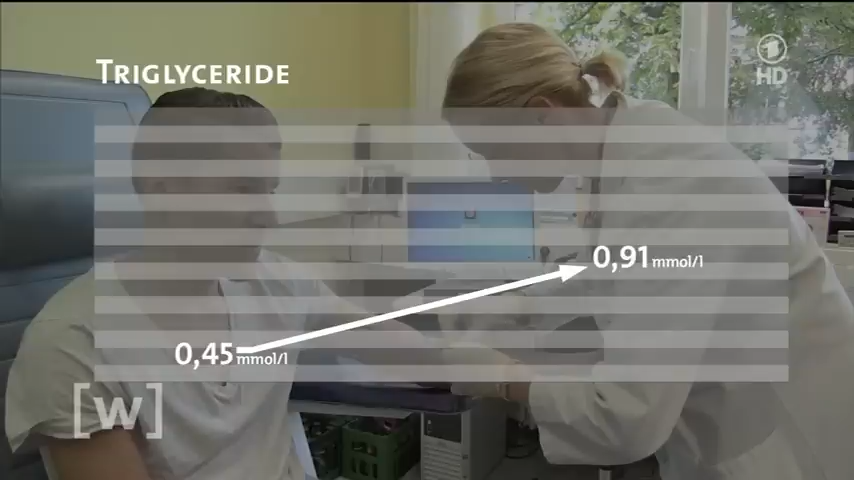 TRIGLYCERIDE
1
HD
0,91 mmol/l
0,45 mmol/l
[w]